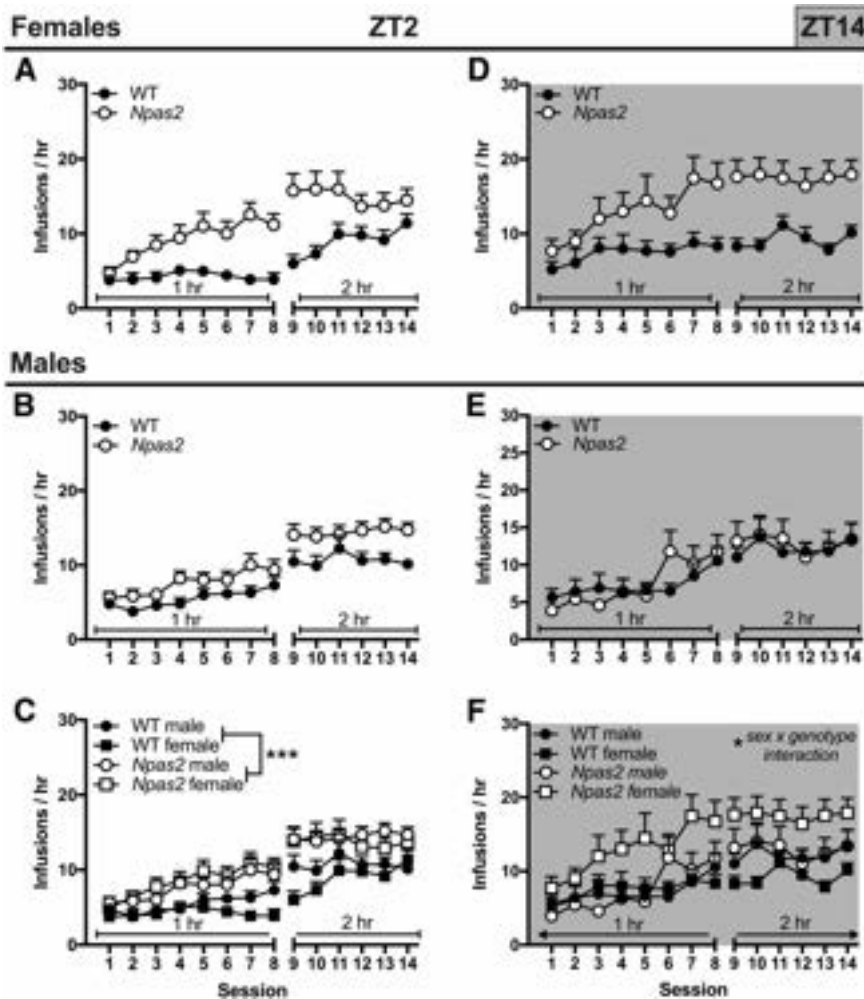 Females ZT2 ZT14
A
WT
Npas2
30
20
10
0
Infusions / hr
1 hr 2 hr
1 2 3 4 5 6 7 8 9 10 11 12 13 14
D
WT
Npas2
30
20
10
0
Infusions / hr
1 hr 2 hr
1 2 3 4 5 6 7 8 9 10 11 12 13 14
Males
B
WT
Npas2
30
20
10
0
Infusions / hr
1 hr 2 hr
1 2 3 4 5 6 7 8 9 10 11 12 13 14
E
WT
Npas2
30
25
20
15
10
5
0
Infusions / hr
1 hr 2 hr
1 2 3 4 5 6 7 8 9 10 11 12 13 14
C
WT male
WT female
Npas2 male
Npas2 female
***
30
20
10
0
Infusions / hr
1 hr 2 hr
1 2 3 4 5 6 7 8 9 10 11 12 13 14
Session
F
WT male
WT female
Npas2 male
Npas2 female
* sex x genotype
interaction
30
20
10
0
Infusions / hr
1 hr 2 hr
1 2 3 4 5 6 7 8 9 10 11 12 13 14
Session